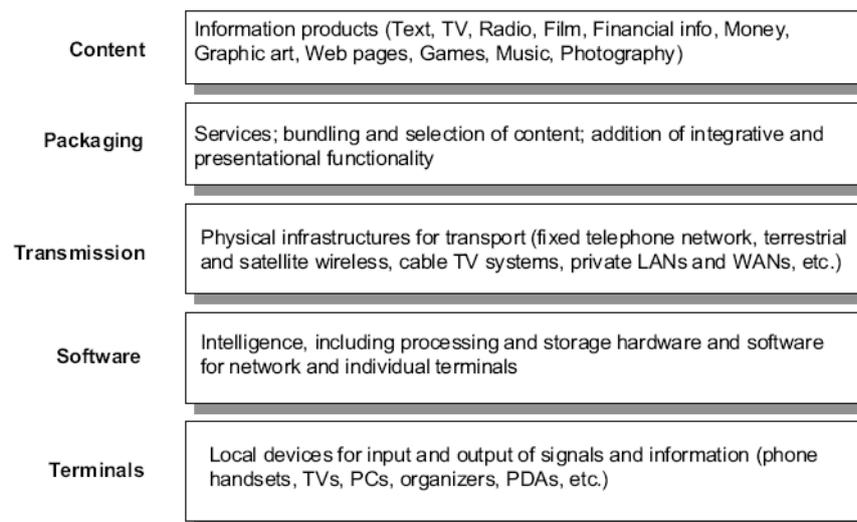 Content
Information products (Text, TV, Radio, Film, Financial info, Money,
Graphic art, Web pages, Games, Music, Photography)
Packaging
Services; bundling and selection of content; addition of integrative and
presentational functionality
Transmission
Physical infrastructures for transport (fixed telephone network, terrestrial
and satellite wireless, cable TV systems, private LANs and WANs, etc.)
Software
Intelligence, including processing and storage hardware and software
for network and individual terminals
Terminals
Local devices for input and output of signals and information (phone
handsets, TVs, PCs, organizers, PDAs, etc.)